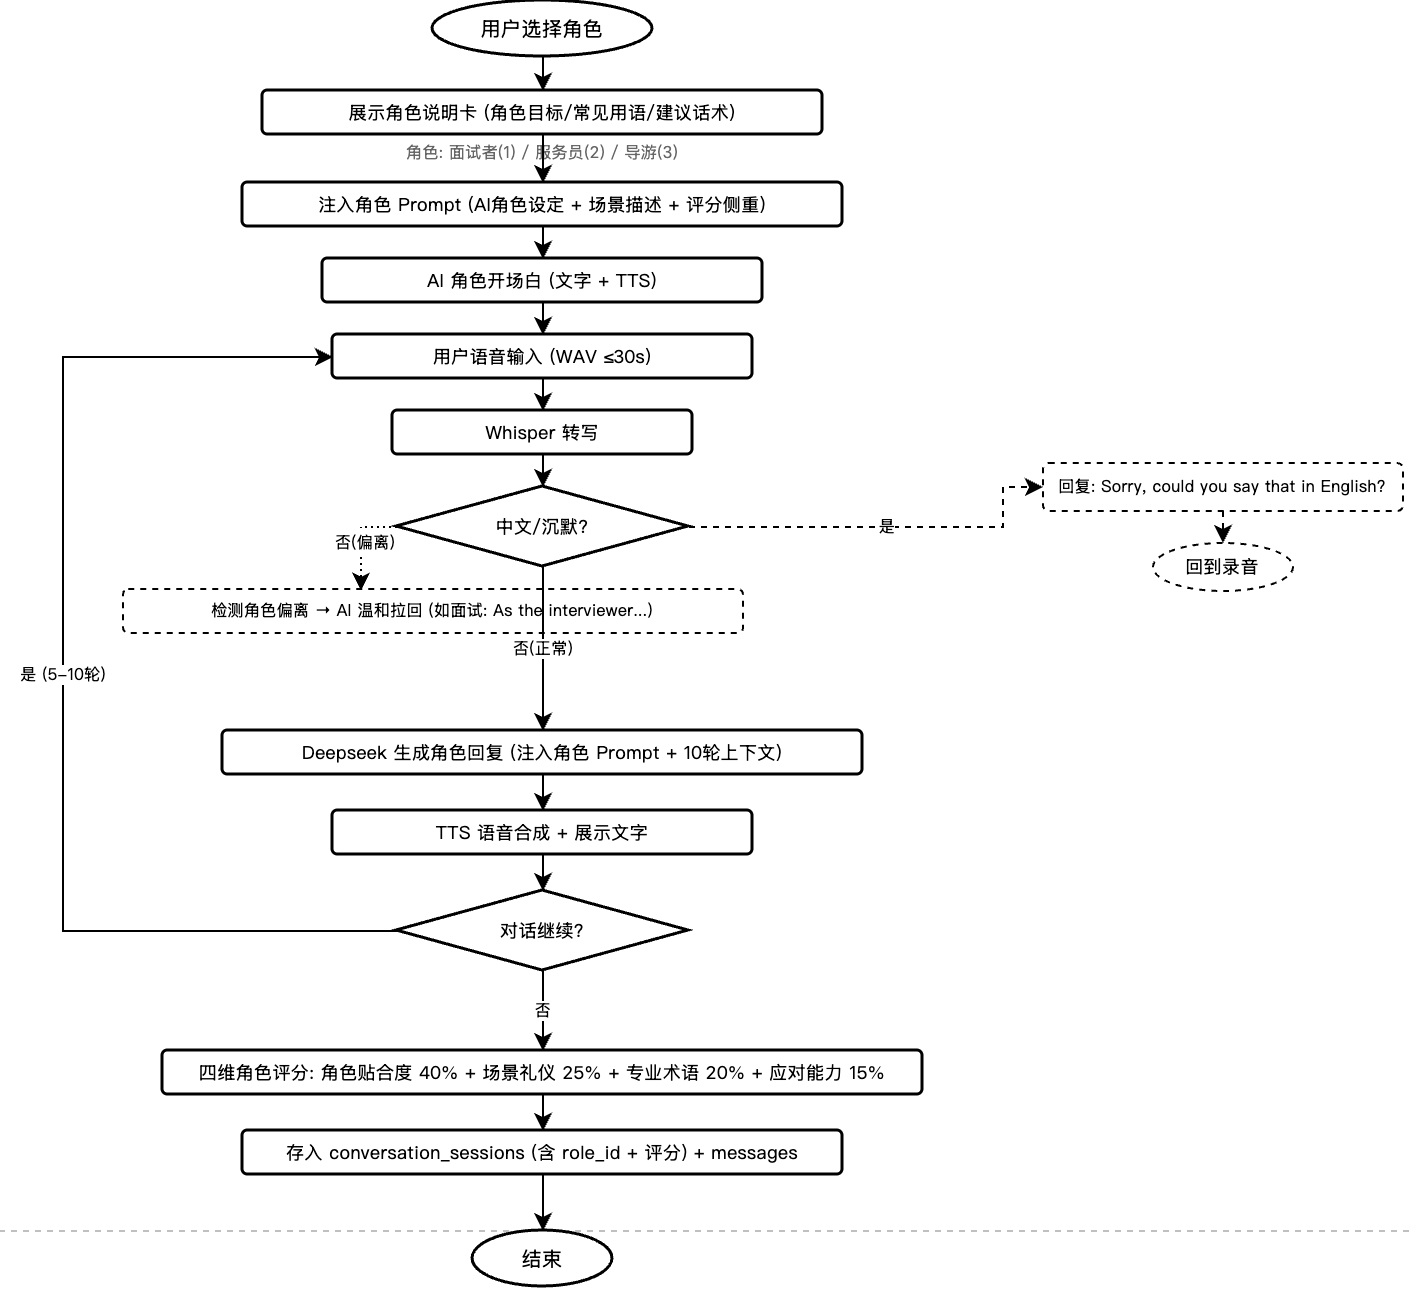 用户选择角色
展示角色说明卡 (角色目标/常见用语/建议话术)
角色: 面试者(1) / 服务员(2) / 导游(3)
注入角色 Prompt (AI角色设定 + 场景描述 + 评分侧重)
AI 角色开场白 (文字 + TTS)
用户语音输入 (WAV ≤30s)
Whisper 转写
中文/沉默?
是
回复: Sorry, could you say that in English?
回到录音
否(偏离)
检测角色偏离 → AI 温和拉回 (如面试: As the interviewer...)
否(正常)
是 (5-10轮)
Deepseek 生成角色回复 (注入角色 Prompt + 10轮上下文)
TTS 语音合成 + 展示文字
对话继续?
否
四维角色评分: 角色贴合度 40% + 场景礼仪 25% + 专业术语 20% + 应对能力 15%
存入 conversation_sessions (含 role_id + 评分) + messages
结束